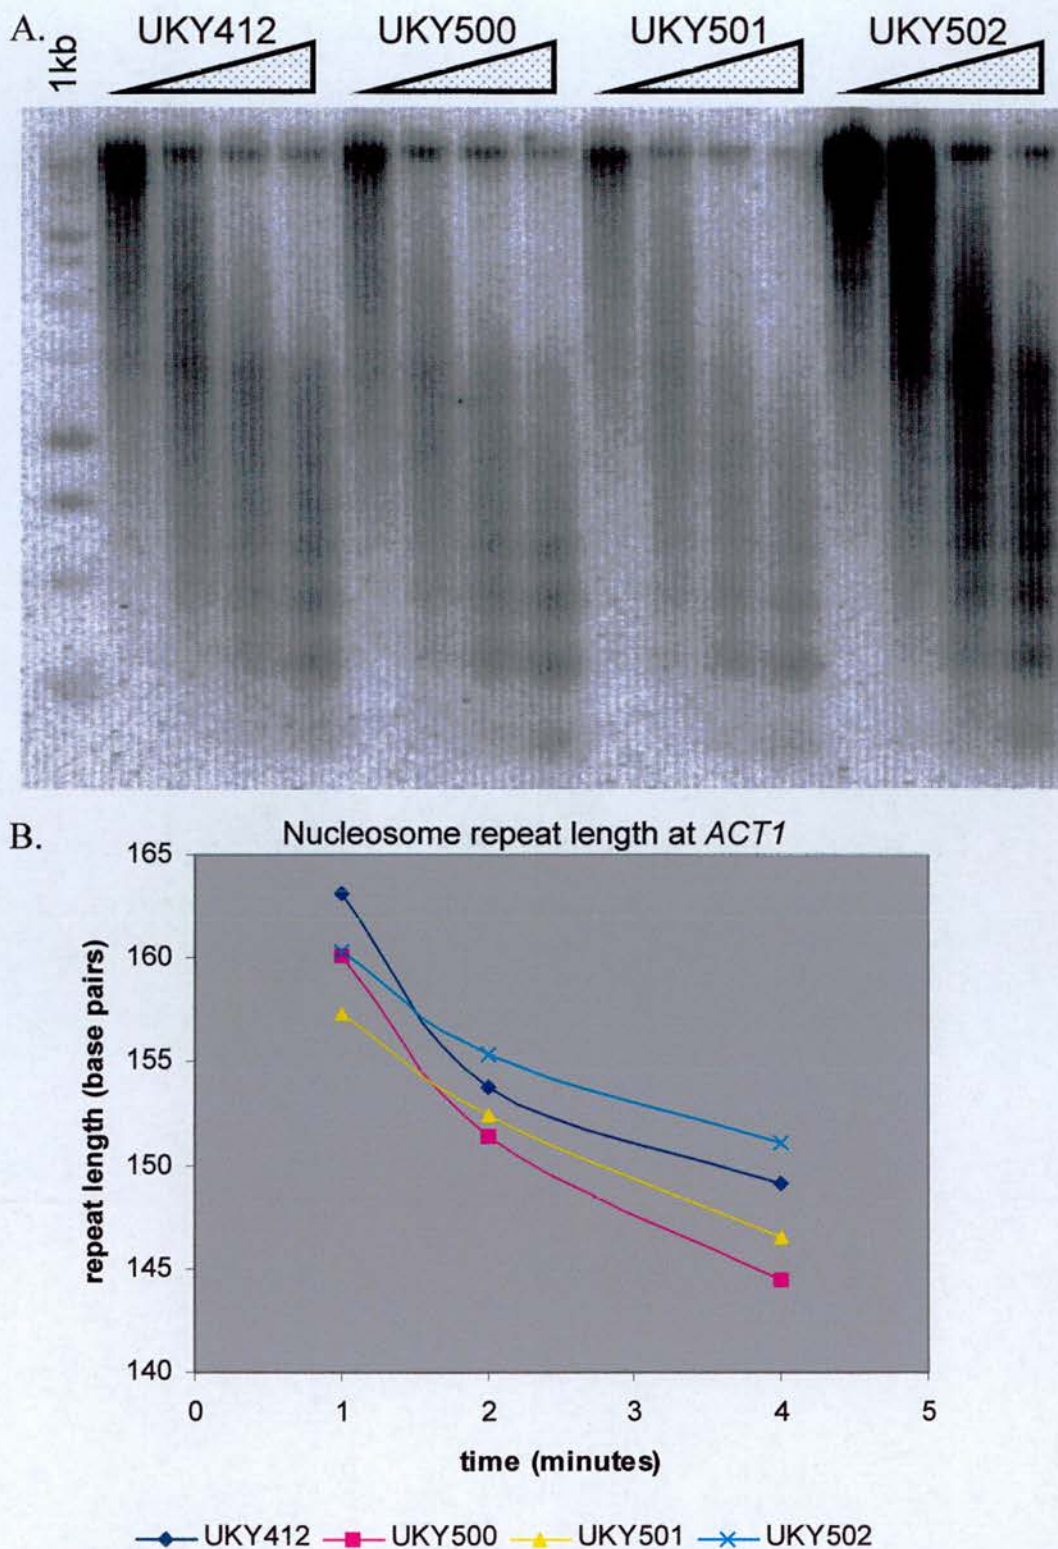 A.
1kb
UKY412 UKY500 UKY501 UKY502
B.
Nucleosome repeat length at ACT1
165
160
155
150
145
140
repeat length (base pairs)
0 1 2 3 4 5
time (minutes)
UKY412 UKY500 UKY501 UKY502